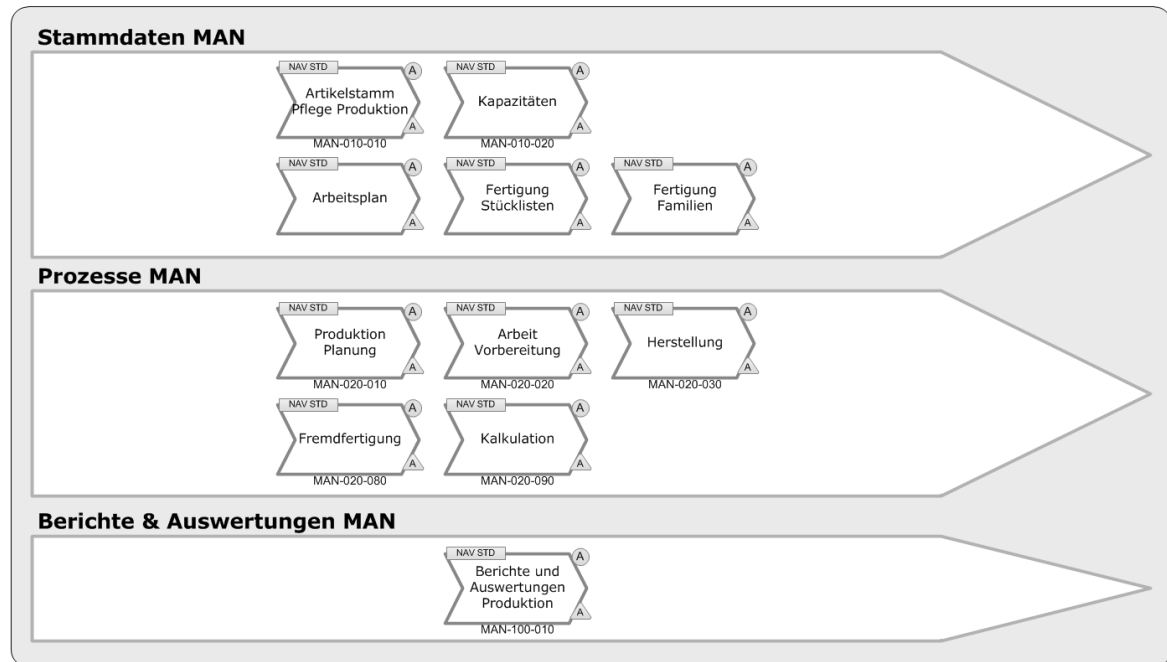 Stammdaten MAN
NAV STD
A
Artikelstamm
Pflege Produktion
A
MAN-010-010
NAV STD
A
Kapazitäten
A
MAN-010-020
NAV STD
A
Arbeitsplan
A
NAV STD
A
Fertigung
Stücklisten
A
NAV STD
A
Fertigung
Familien
A
Prozesse MAN
NAV STD
A
Produktion
Planung
A
MAN-020-010
NAV STD
A
Arbeit
Vorbereitung
A
MAN-020-020
NAV STD
A
Herstellung
A
MAN-020-030
NAV STD
A
Fremdfertigung
A
MAN-020-080
NAV STD
A
Kalkulation
A
MAN-020-090
Berichte & Auswertungen MAN
NAV STD
A
Berichte und
Auswertungen
Produktion
A
MAN-100-010